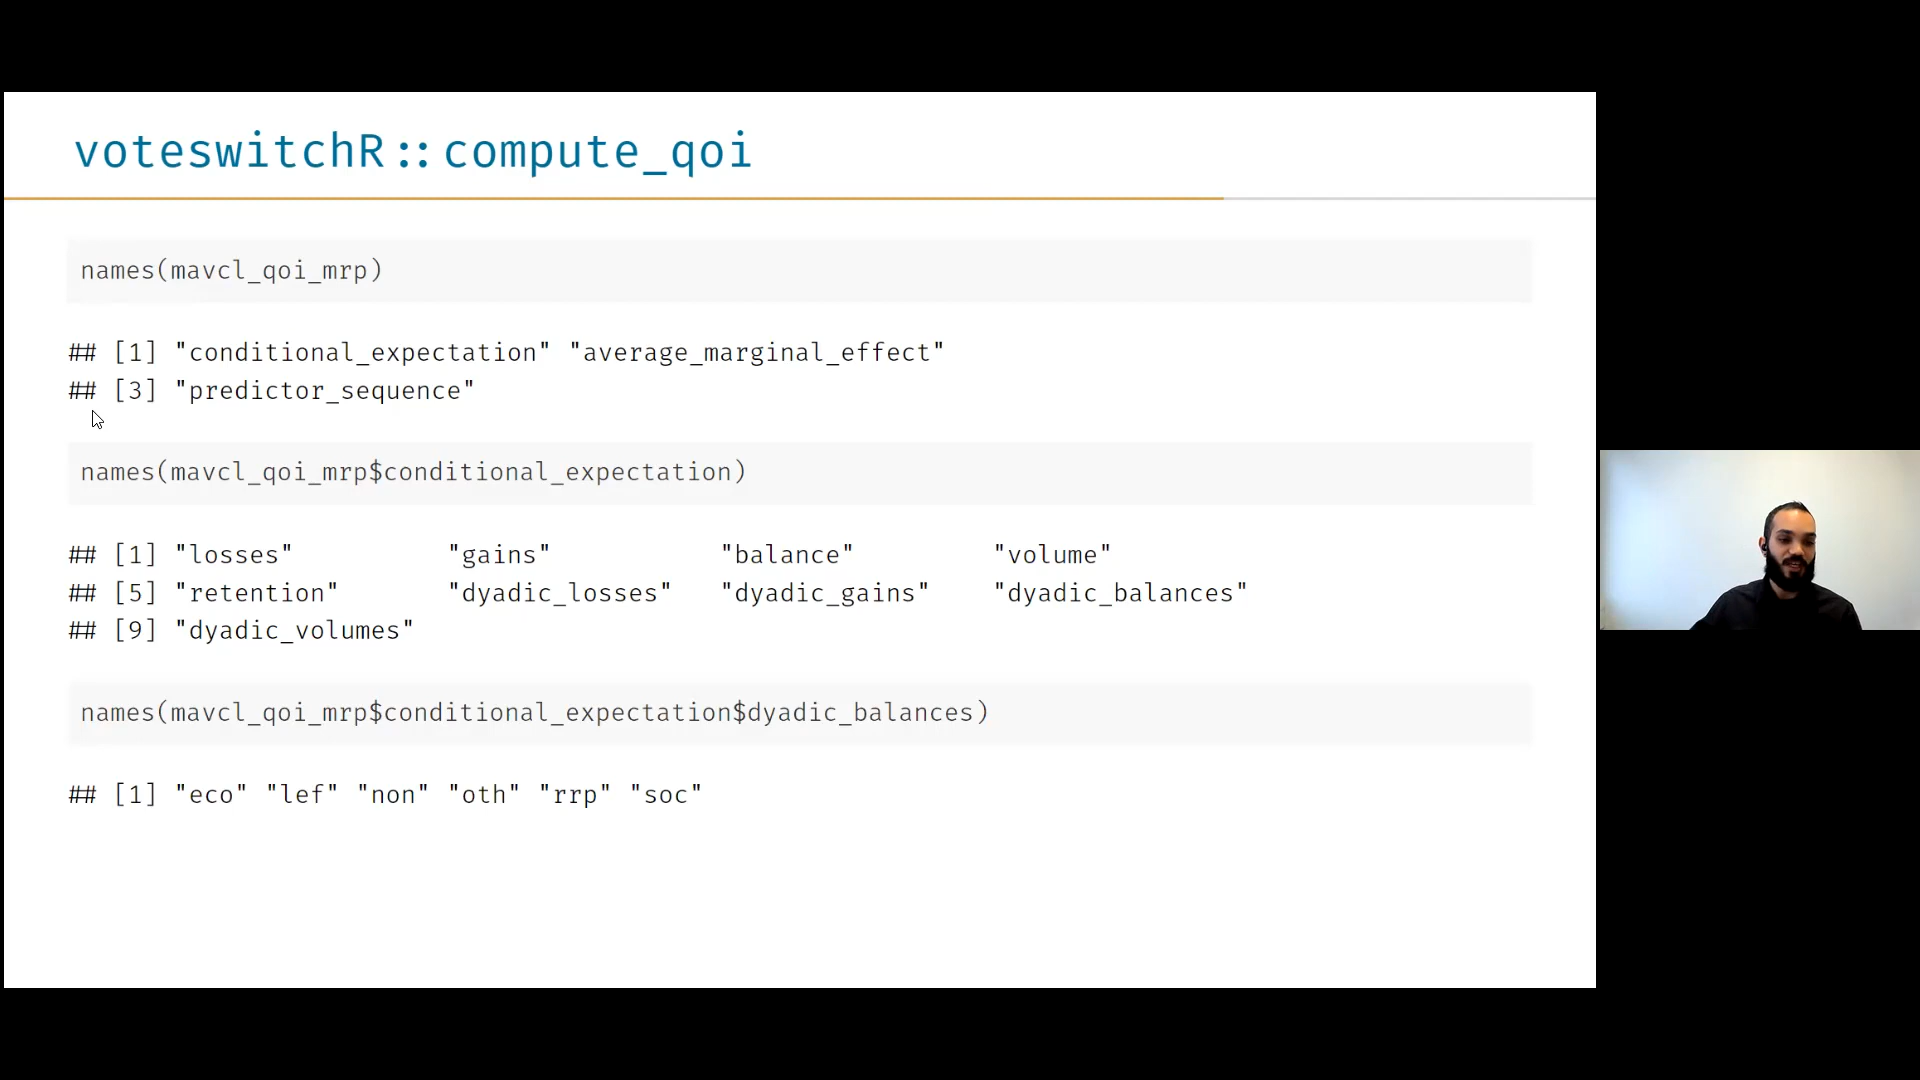 voteswitchR::compute_qoi
names(mavcl_qoi_mrp)
## [1] "conditional_expectation" "average_marginal_effect"
## [3] "predictor_sequence"
names(mavcl_qoi_mrp$conditional_expectation)
## [1] "losses" "gains" "balance" "volume"
## [5] "retention" "dyadic_losses" "dyadic_gains" "dyadic_balances"
## [9] "dyadic_volumes"
names(mavcl_qoi_mrp$conditional_expectation$dyadic_balances)
## [1] "eco" "lef" "non" "oth" "rrp" "soc"